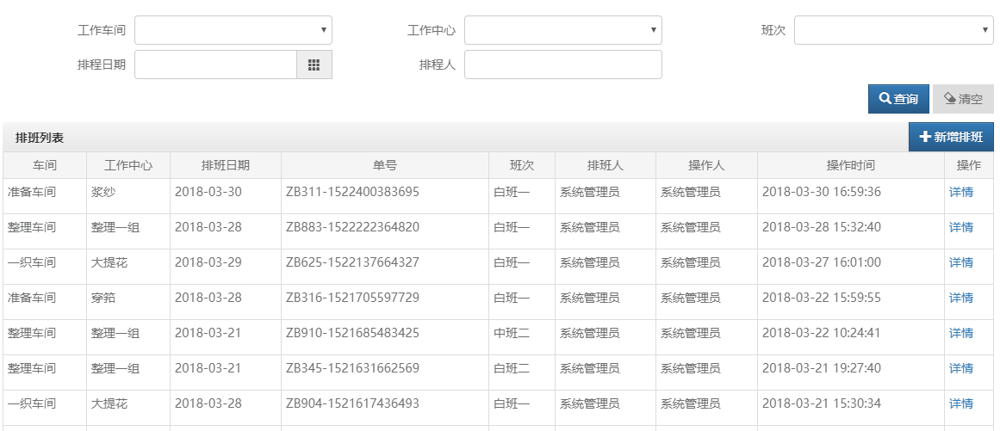 工作车间 工作中心 班次
排程日期 排程人
查询 清空
排班列表 新增排班
车间 工作中心 排班日期 单号 班次 排班人 操作人 操作时间 操作
准备车间 浆纱 2018-03-30 ZB311-1522400383695 白班一 系统管理员 系统管理员 2018-03-30 16:59:36 详情
整理车间 整理一组 2018-03-28 ZB883-1522222364820 白班一 系统管理员 系统管理员 2018-03-28 15:32:40 详情
一织车间 大提花 2018-03-29 ZB625-1522137664327 白班一 系统管理员 系统管理员 2018-03-27 16:01:00 详情
准备车间 穿筘 2018-03-28 ZB316-1521705597729 白班一 系统管理员 系统管理员 2018-03-22 15:59:55 详情
整理车间 整理一组 2018-03-21 ZB910-1521685483425 中班二 系统管理员 系统管理员 2018-03-22 10:24:41 详情
整理车间 整理一组 2018-03-21 ZB345-1521631662569 白班二 系统管理员 系统管理员 2018-03-21 19:27:40 详情
一织车间 大提花 2018-03-28 ZB904-1521617436493 白班一 系统管理员 系统管理员 2018-03-21 15:30:34 详情